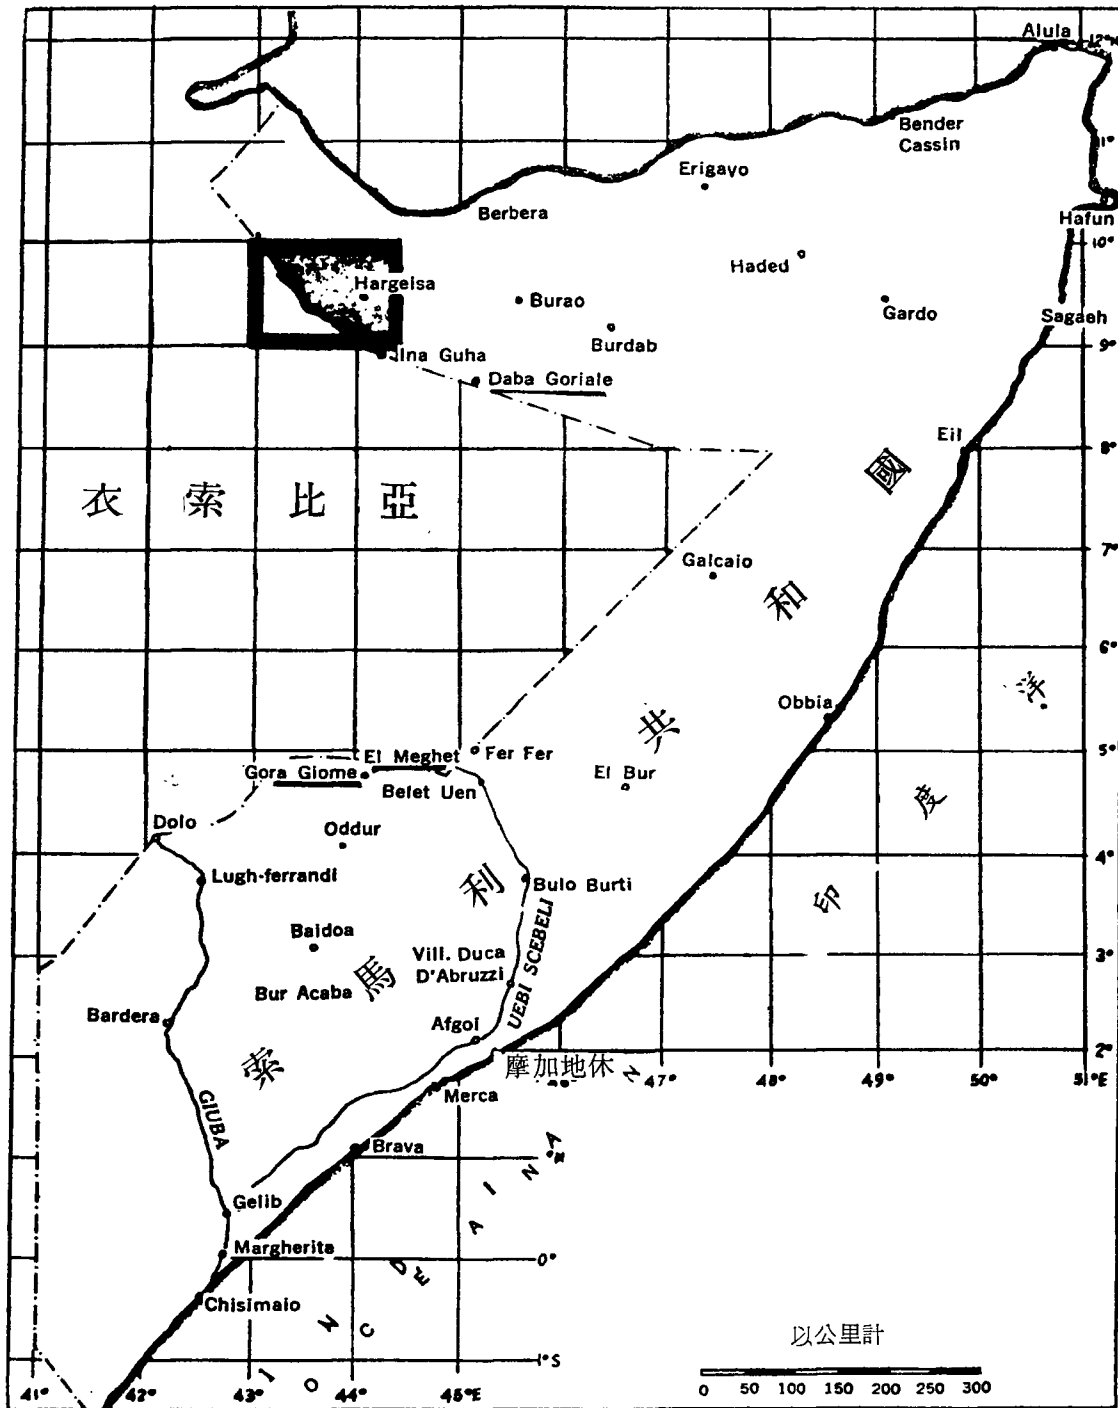 Alula
12°N
Bender
Cassin
11°
Erigavo
Berbera
Hafun
10°
Haded
Hargeisa
Burao
Gardo
Sagaeh
Burdab
9°
Ina Guha
Daba Goriale
Eil
8°
衣索比亞
7°
Galcaio
6°
Obbia
El Meghet
Fer Fer
5°
Gora Giome
El Bur
Belet Uen
Dolo
Oddur
4°
Lugh-ferrandi
Bulo Burti
Baidoa
3°
Vill. Duca
D'Abruzzi
UEBI SCEBELI
Bur Acaba
Bardera
Afgoi
2°
摩加地休
46°
47°
48°
49°
50°
51°E
Merca
GIUBA
Brava
Gelib
Margherita
0°
Chisimaio
1°S
索馬利共和國
印度洋
以公里計
0 50 100 150 200 250 300
41° 42° 43° 44° 45°E